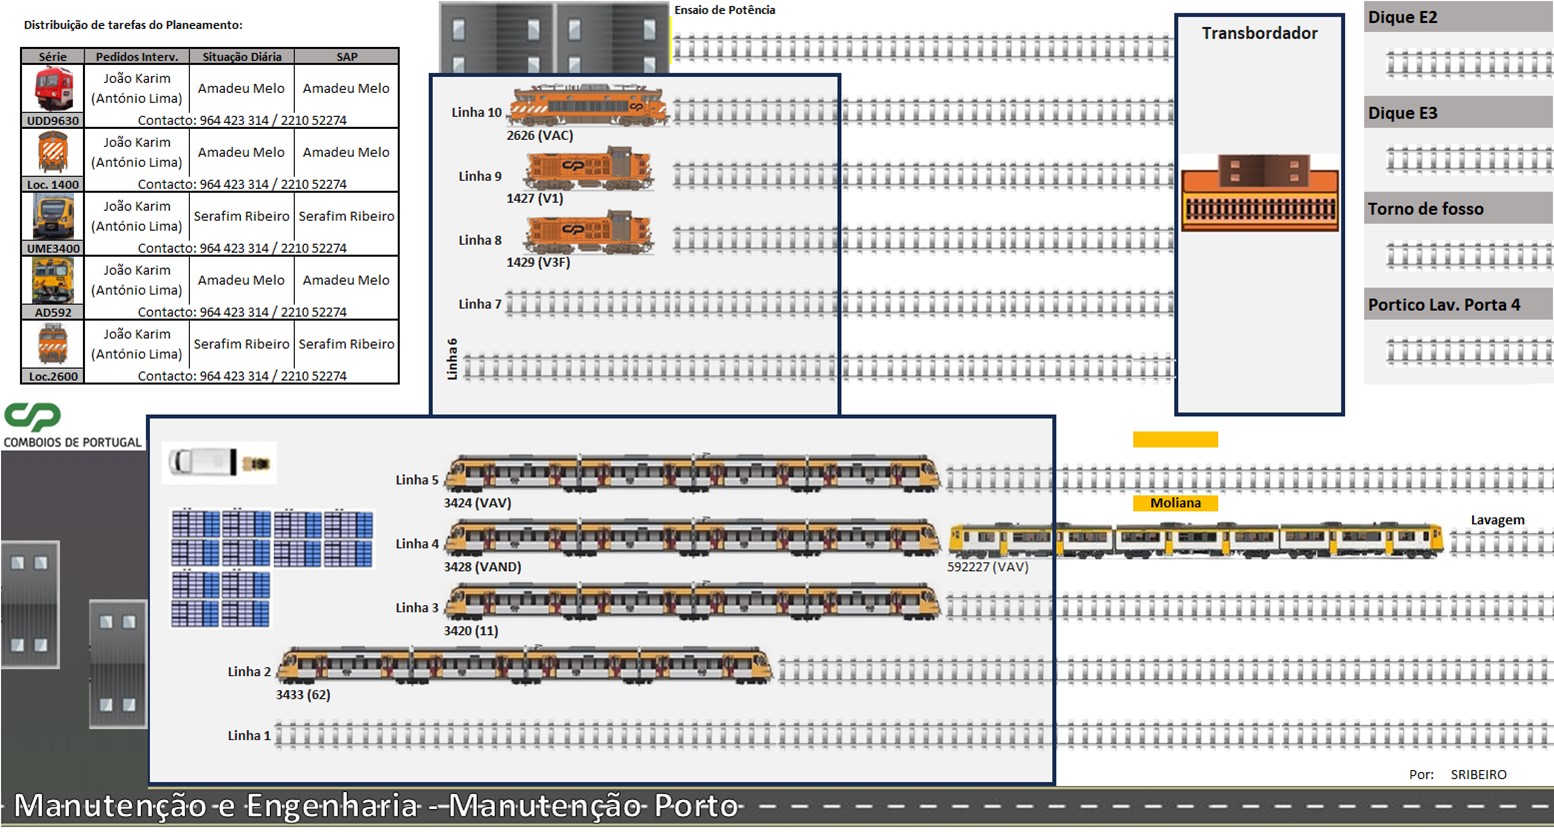 Distribuição de tarefas do Planeamento:
Série Pedidos Interv. Situação Diária SAP
João Karim
(António Lima) Amadeu Melo Amadeu Melo
UDD9630 Contacto: 964 423 314 / 2210 52274
João Karim
(António Lima) Amadeu Melo Amadeu Melo
Loc. 1400 Contacto: 964 423 314 / 2210 52274
João Karim
(António Lima) Serafim Ribeiro Serafim Ribeiro
UME3400 Contacto: 964 423 314 / 2210 52274
João Karim
(António Lima) Amadeu Melo Amadeu Melo
AD592 Contacto: 964 423 314 / 2210 52274
João Karim
(António Lima) Serafim Ribeiro Serafim Ribeiro
Loc.2600 Contacto: 964 423 314 / 2210 52274
CP
COMBOIOS DE PORTUGAL
Ensaio de Potência
Linha 10
2626 (VAC)
Linha 9
1427 (V1)
Linha 8
1429 (V3F)
Linha 7
Linha 6
Transbordador
Dique E2
Dique E3
Torno de fosso
Portico Lav. Porta 4
Linha 5
3424 (VAV)
Moliana
Linha 4
3428 (VAND)
592227 (VAV)
Lavagem
Linha 3
3420 (11)
Linha 2
3433 (62)
Linha 1
Por: SRIBEIRO
Manutenção e Engenharia - Manutenção Porto